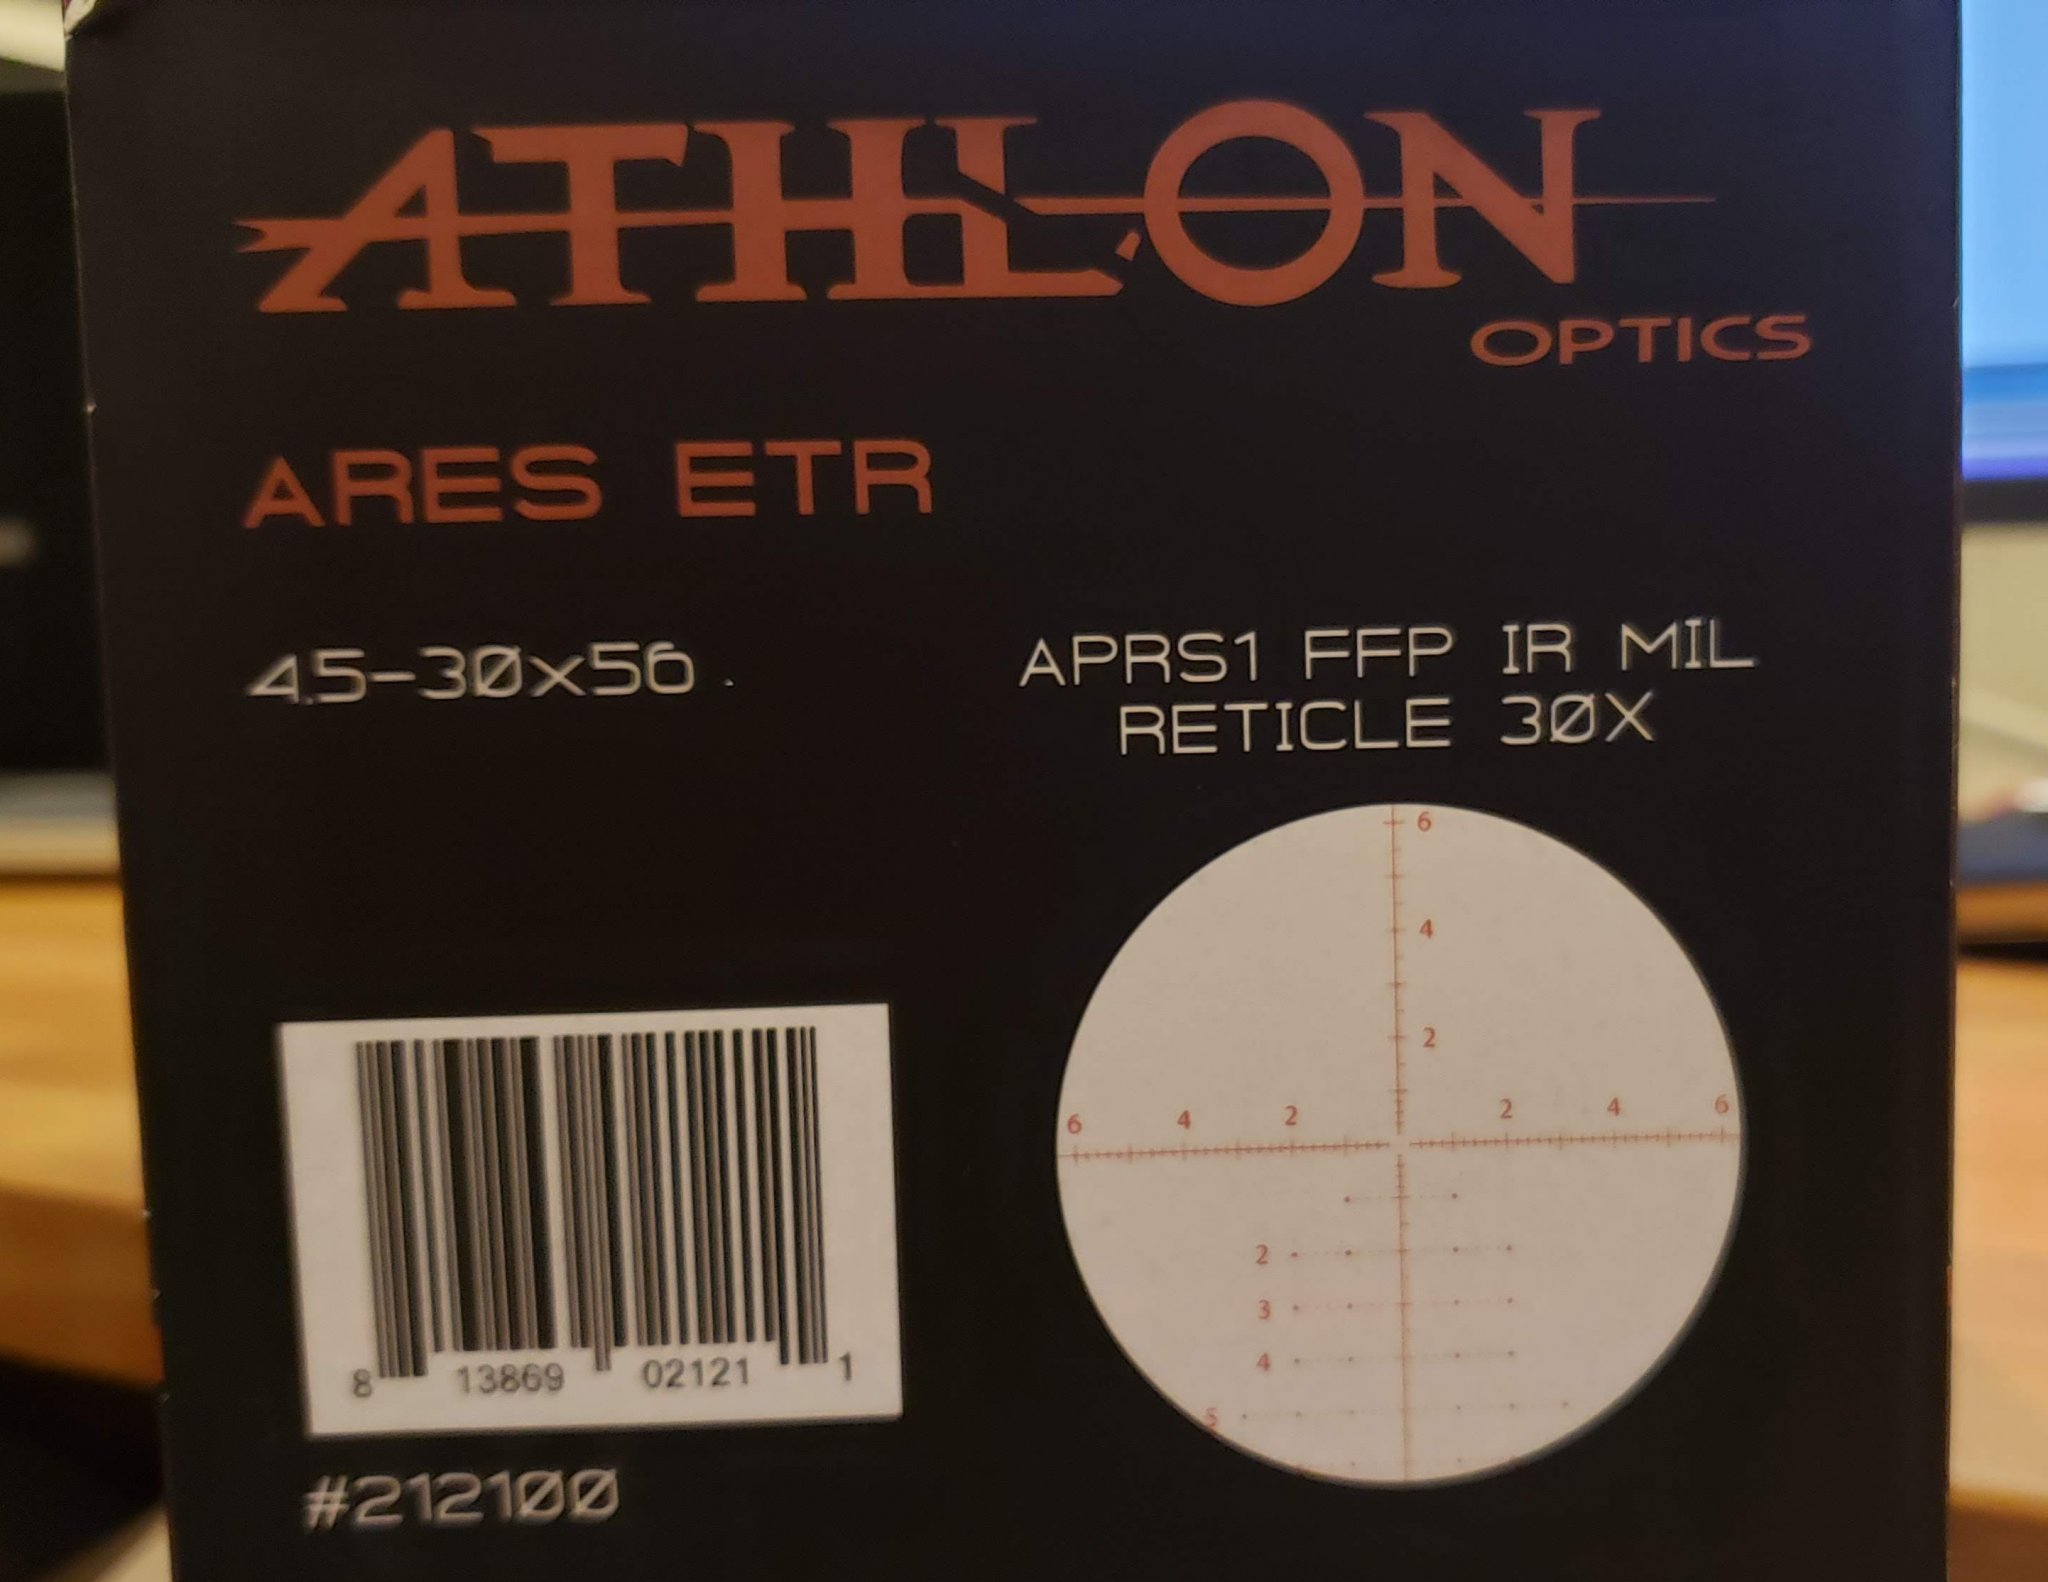 ATHLON
OPTICS
ARES ETR
4.5-30x56
APRS1 FFP IR MIL
RETICLE 30X
6
4
2
6 4 2 2 4 6
2
3
4
5
8 13869 02121 1
#212100